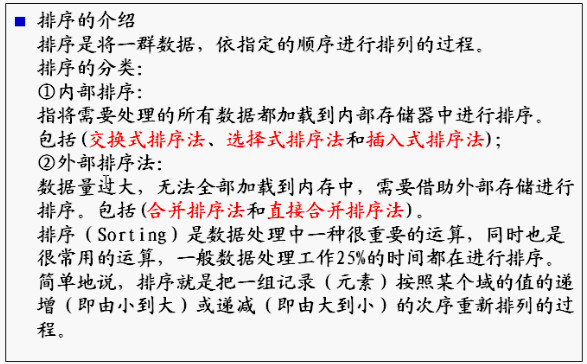 ■ 排序的介绍
排序是将一群数据，依指定的顺序进行排列的过程。
排序的分类：
①内部排序：
指将需要处理的所有数据都加载到内部存储器中进行排序。
包括(交换式排序法、选择式排序法和插入式排序法)；
②外部排序法：
数据量过大，无法全部加载到内存中，需要借助外部存储进行
排序。包括(合并排序法和直接合并排序法)。
排序（Sorting）是数据处理中一种很重要的运算，同时也是
很常用的运算，一般数据处理工作25%的时间都在进行排序。
简单地说，排序就是把一组记录（元素）按照某个域的值的递
增（即由小到大）或递减（即由大到小）的次序重新排列的过
程。